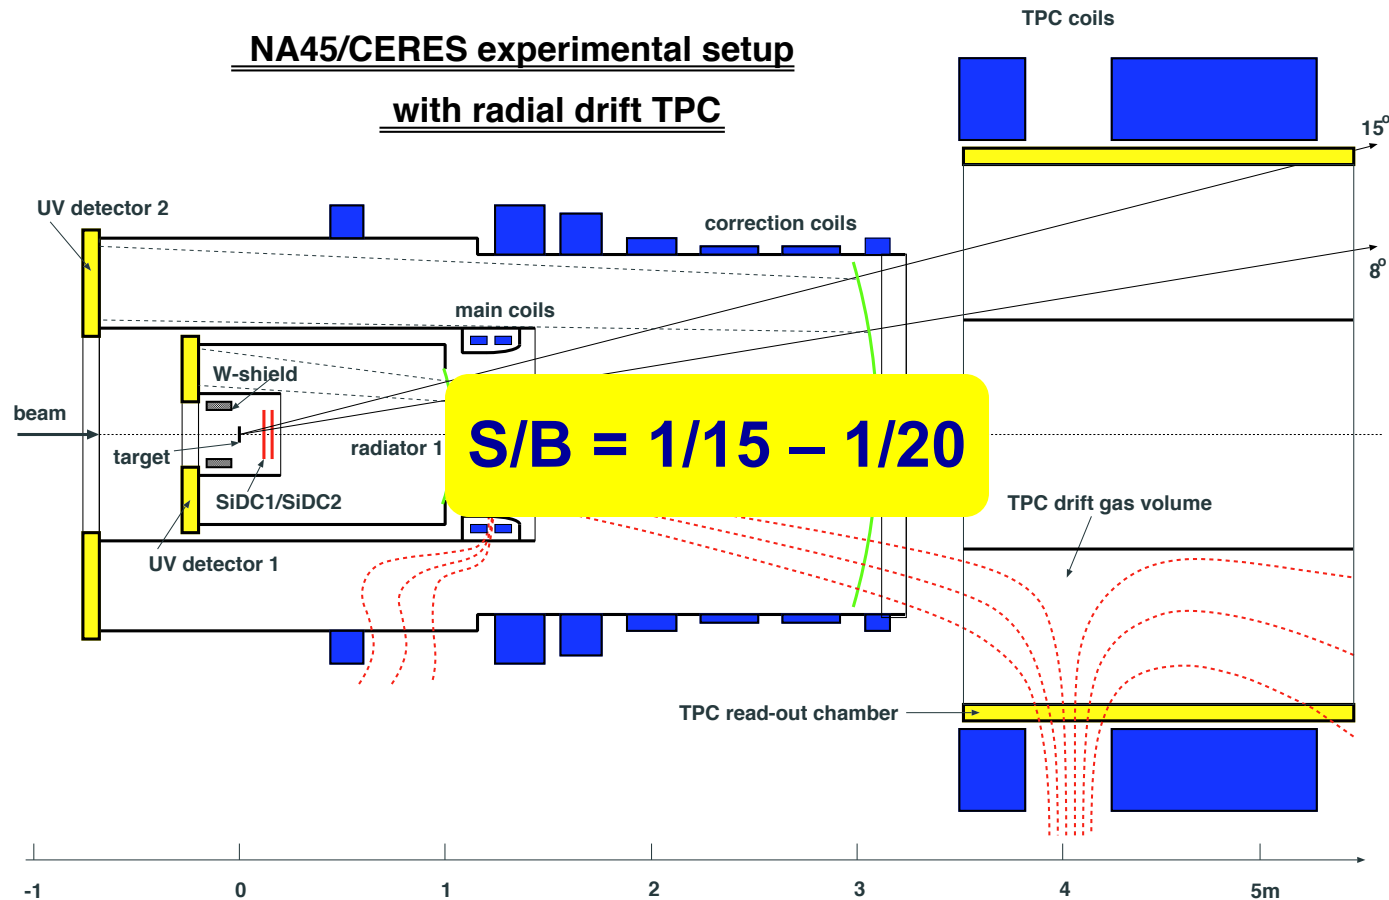 TPC coils
NA45/CERES experimental setup
with radial drift TPC
15°
UV detector 2
correction coils
8°
main coils
W-shield
beam
S/B = 1/15 – 1/20
target
radiator 1
SiDC1/SiDC2
TPC drift gas volume
UV detector 1
TPC read-out chamber
-1 0 1 2 3 4 5m